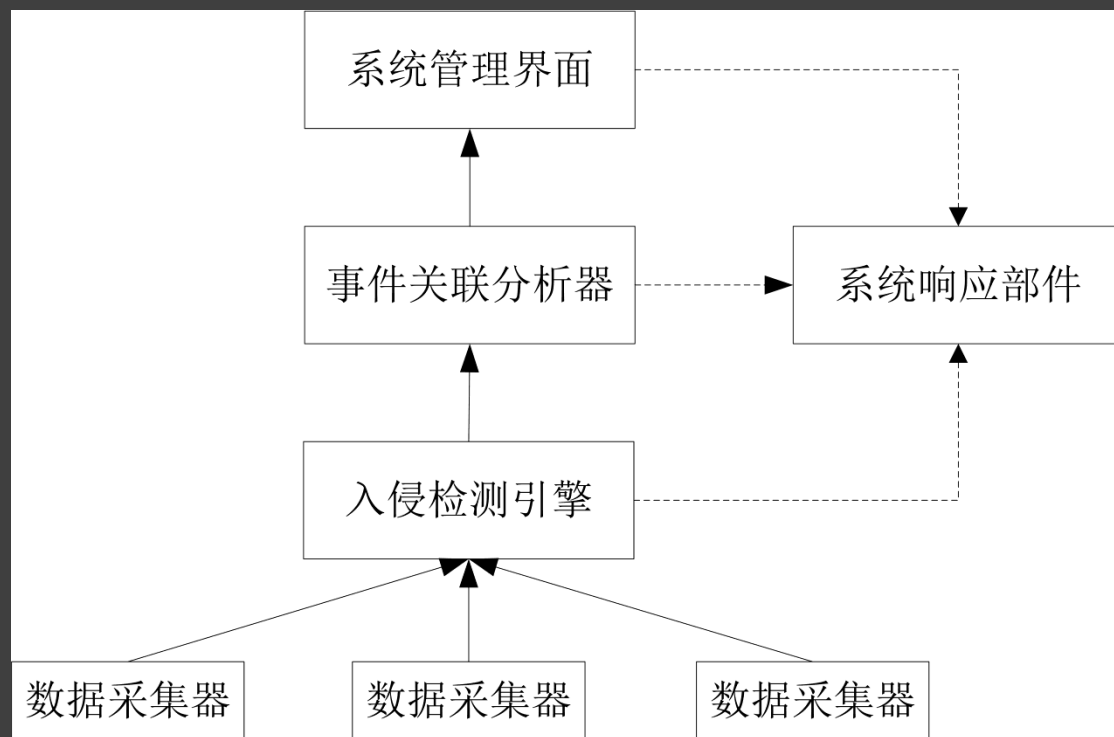 系统管理界面
事件关联分析器
系统响应部件
入侵检测引擎
数据采集器
数据采集器
数据采集器